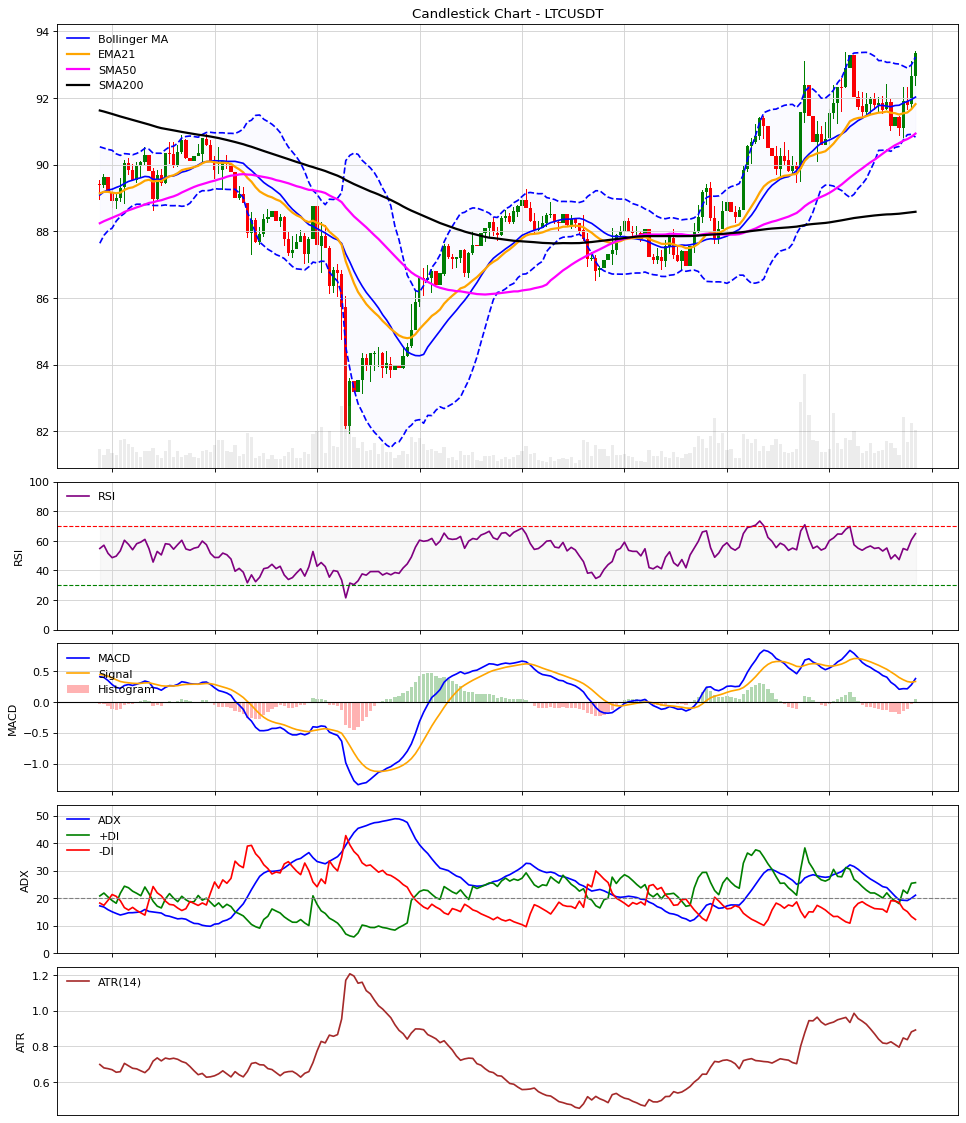 Candlestick Chart - LTCUSDT
94
92
90
88
86
84
82
Bollinger MA
EMA21
SMA50
SMA200
100
80
60
40
20
0
RSI
RSI
0.5
0.0
−0.5
−1.0
MACD
MACD
Signal
Histogram
50
40
30
20
10
0
ADX
ADX
+DI
-DI
1.2
1.0
0.8
0.6
ATR
ATR(14)